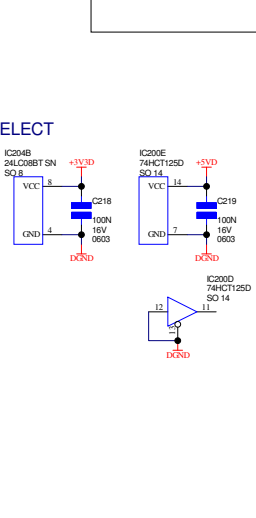 ELECT
IC204B
24LC08BT SN
SO 8
+3V3D
VCC
8
C218
100N
16V
0603
GND
4
DGND
IC200E
74HCT125D
SO 14
+5VD
VCC
14
C219
100N
16V
0603
GND
7
DGND
IC200D
74HCT125D
SO 14
12
11
13
DGND